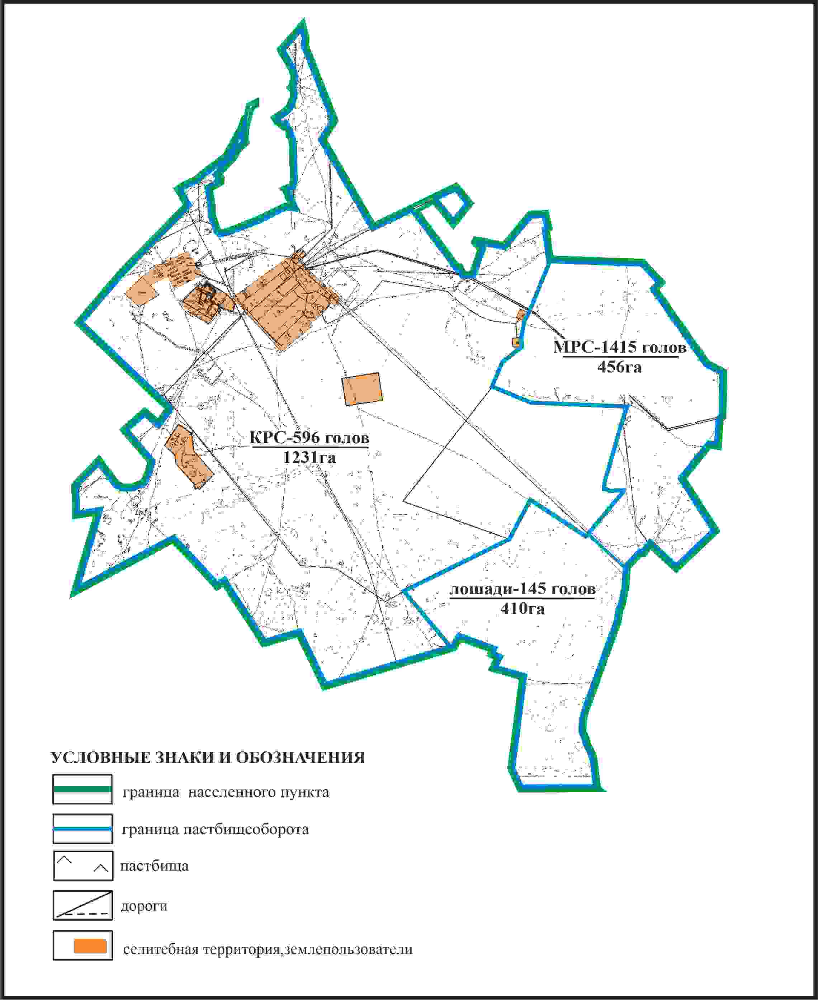 МРС-1415 голов
456га
КРС-596 голов
1231га
лошади-145 голов
410га
УСЛОВНЫЕ ЗНАКИ И ОБОЗНАЧЕНИЯ
граница населенного пункта
граница пастбищеоборота
пастбища
дороги
селитебная территория,землепользователи